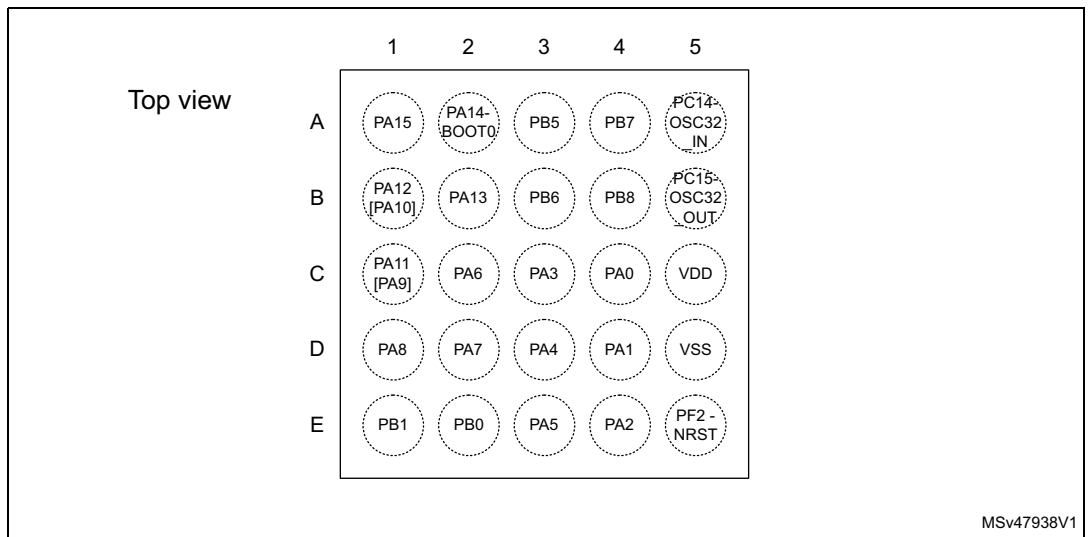 1 2 3 4 5
Top view
A PA15 PA14-
BOOT0 PB5 PB7 PC14-
OSC32
_IN
B PA12
[PA10] PA13 PB6 PB8 PC15-
OSC32
_OUT
C PA11
[PA9] PA6 PA3 PA0 VDD
D PA8 PA7 PA4 PA1 VSS
E PB1 PB0 PA5 PA2 PF2 -
NRST
MSv47938V1